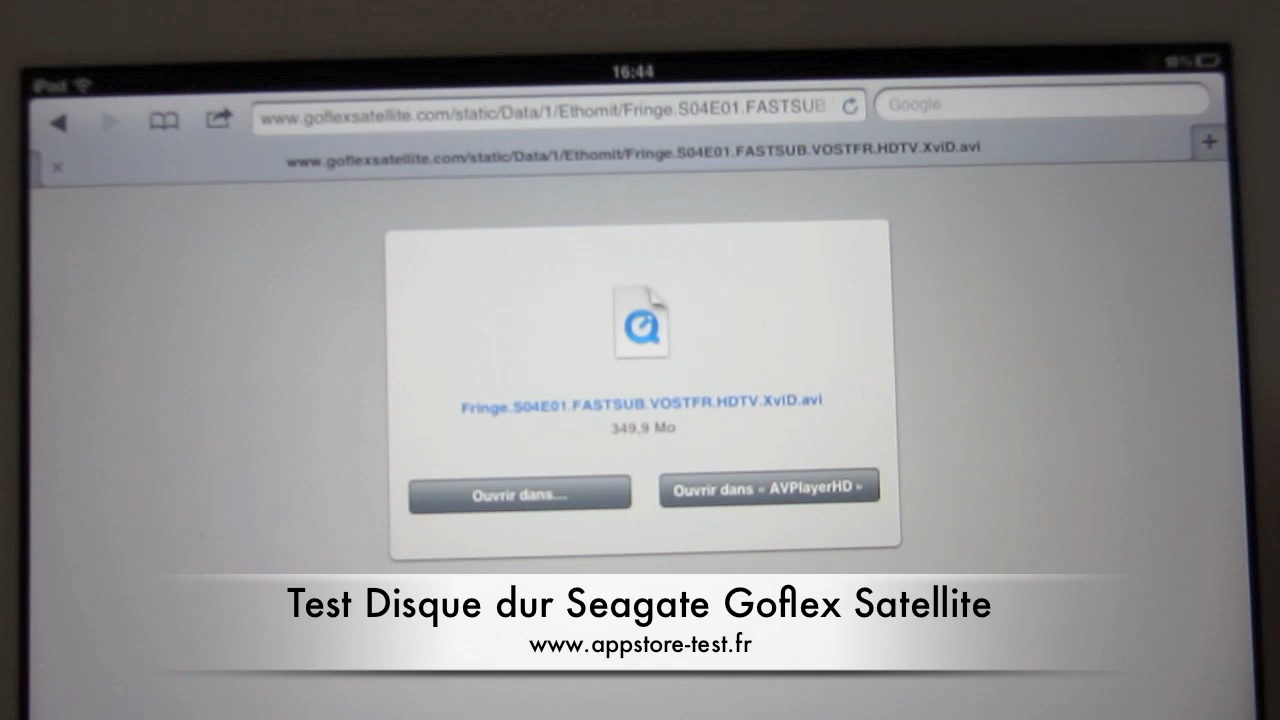 iPad 16:44
www.goflexsatellite.com/static/Data/1/Ethomit/Fringe.S04E01.FASTSUB Google
www.goflexsatellite.com/static/Data/1/Ethomit/Fringe.S04E01.FASTSUB.VOSTFR.HDTV.XviD.avi
Fringe.S04E01.FASTSUB.VOSTFR.HDTV.XviD.avi
349,9 Mo
Ouvrir dans... Ouvrir dans « AVPlayerHD »
Test Disque dur Seagate Goflex Satellite
www.appstore-test.fr